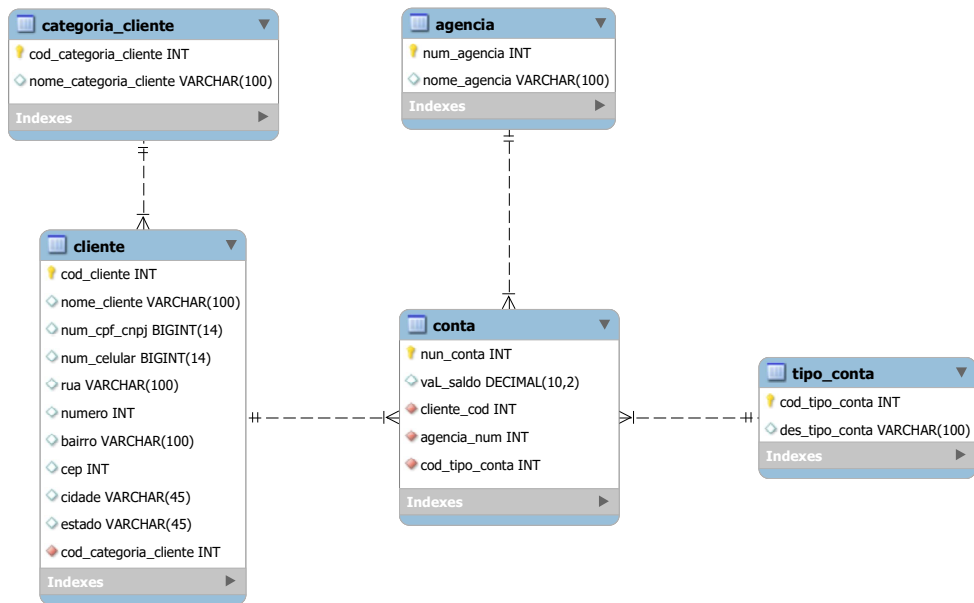 categoria_cliente
cod_categoria_cliente INT
nome_categoria_cliente VARCHAR(100)
Indexes
agencia
num_agencia INT
nome_agencia VARCHAR(100)
Indexes
cliente
cod_cliente INT
nome_cliente VARCHAR(100)
num_cpf_cnpj BIGINT(14)
num_celular BIGINT(14)
rua VARCHAR(100)
numero INT
bairro VARCHAR(100)
cep INT
cidade VARCHAR(45)
estado VARCHAR(45)
cod_categoria_cliente INT
Indexes
conta
nun_conta INT
vaL_saldo DECIMAL(10,2)
cliente_cod INT
agencia_num INT
cod_tipo_conta INT
Indexes
tipo_conta
cod_tipo_conta INT
des_tipo_conta VARCHAR(100)
Indexes